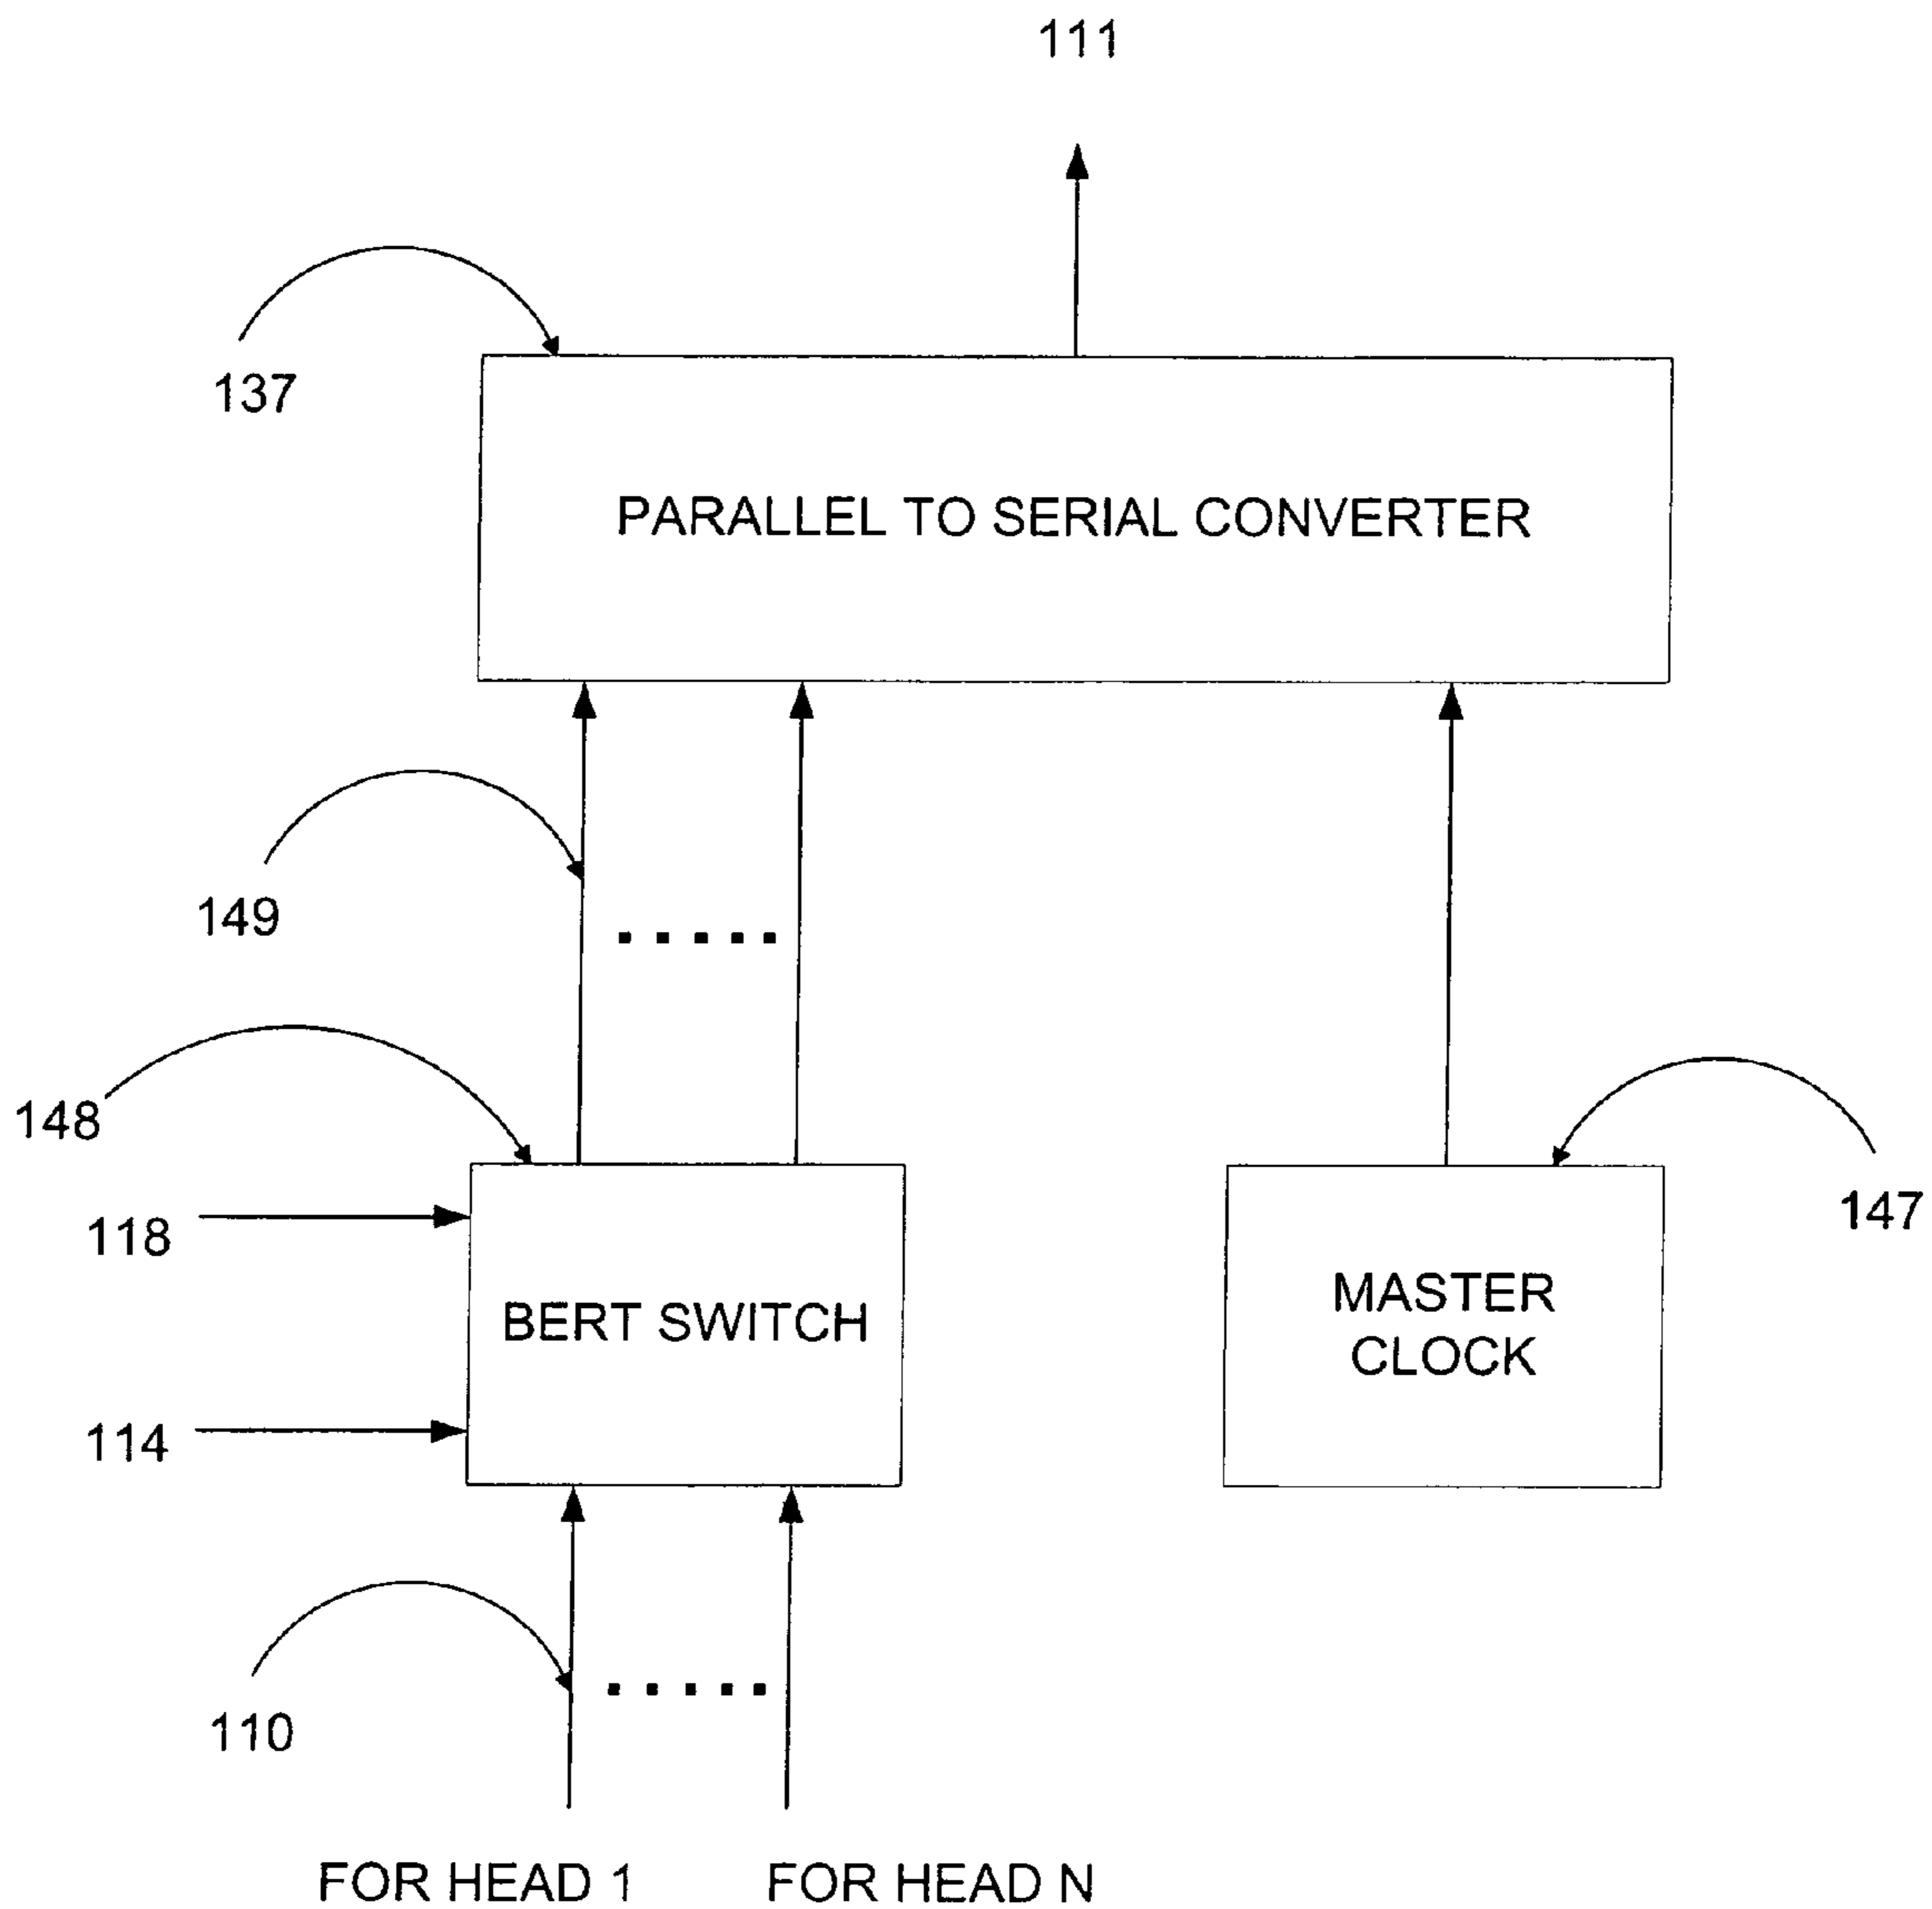 111
137
PARALLEL TO SERIAL CONVERTER
149
148
118
BERT SWITCH
MASTER
CLOCK
147
114
110
FOR HEAD 1
FOR HEAD N